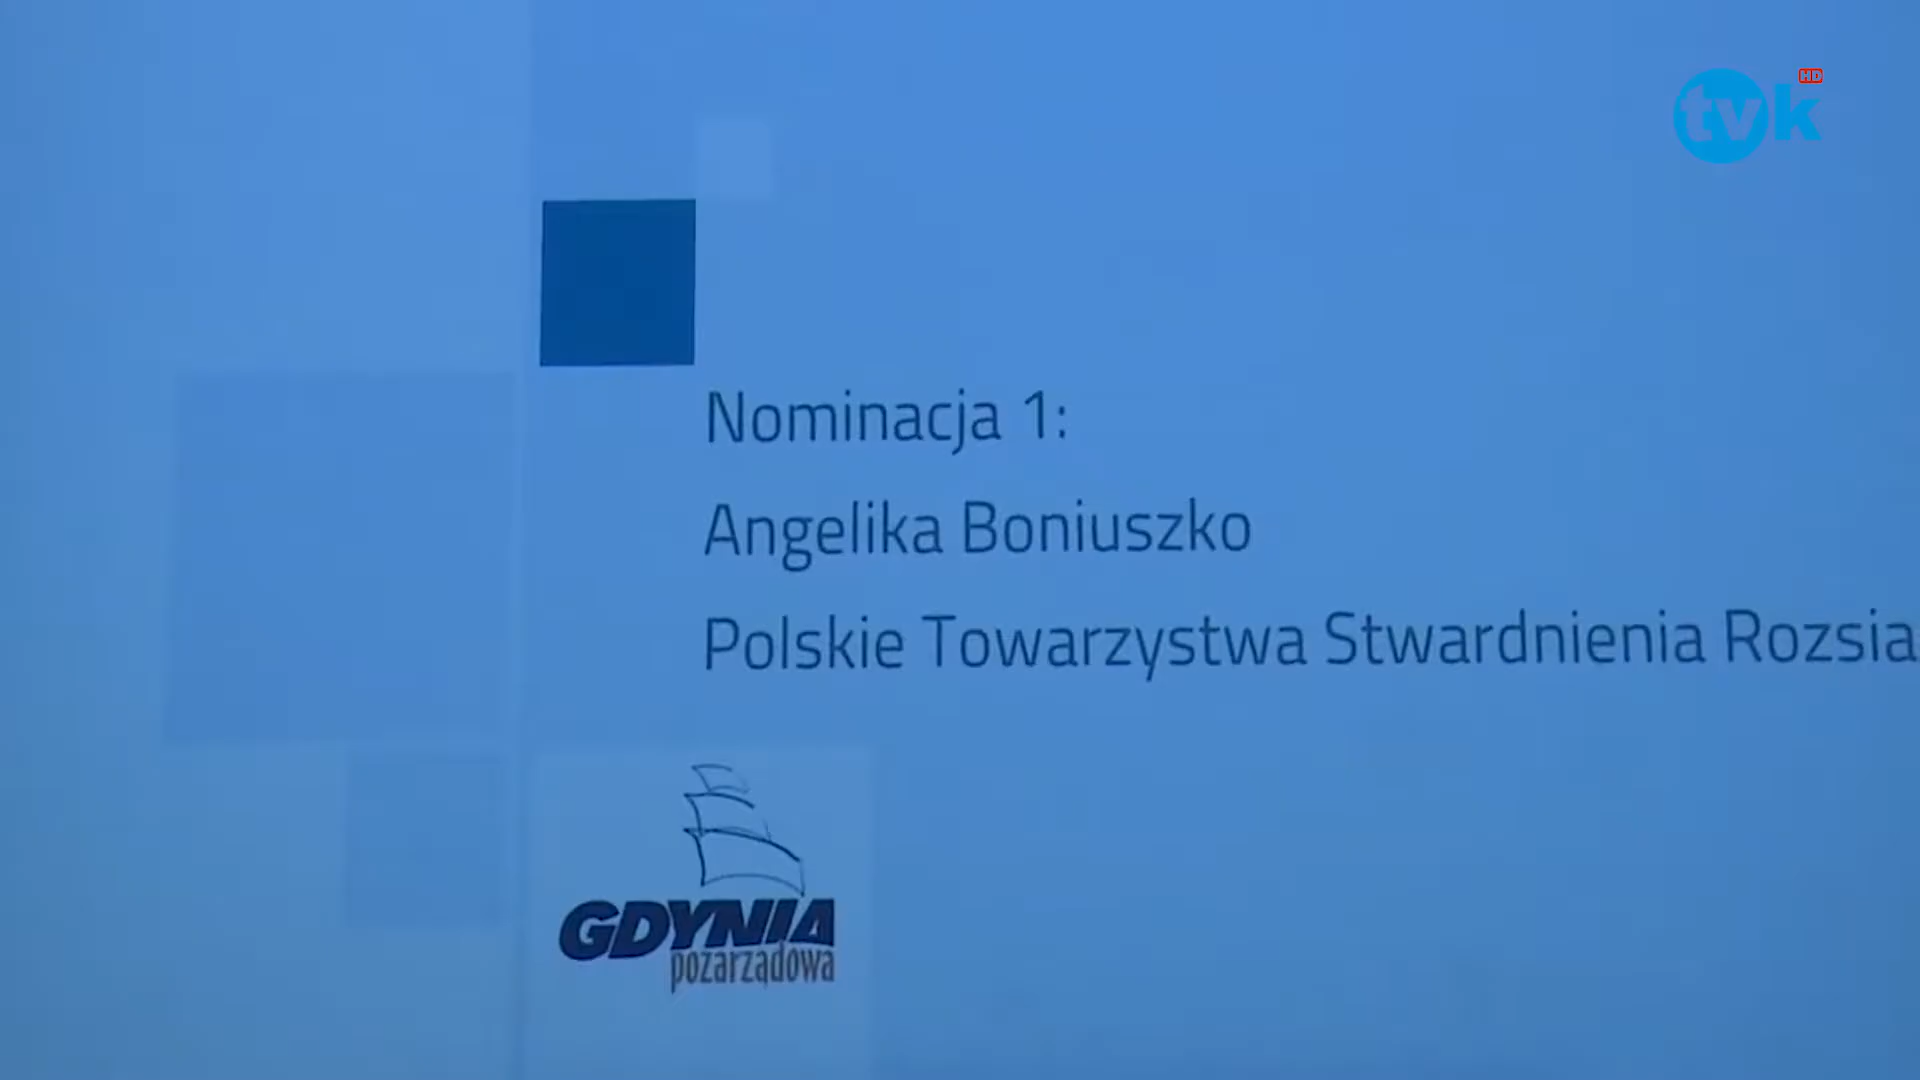 tvk HD
Nominacja 1:
Angelika Boniuszko
Polskie Towarzystwa Stwardnienia Rozsia
GDYNIA
pozarządowa